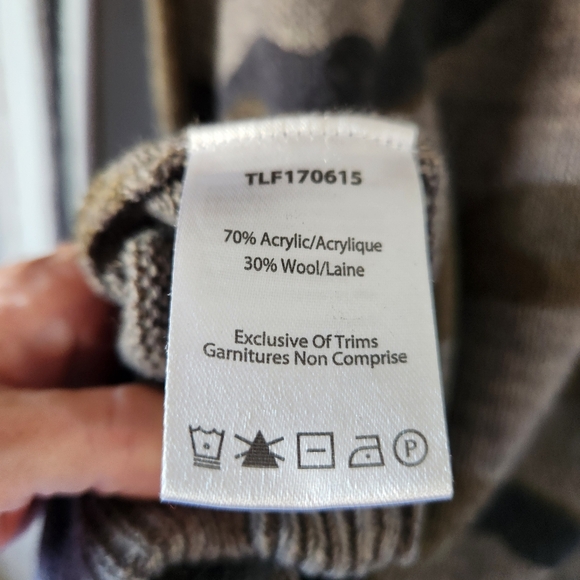 TLF170615
70% Acrylic/Acrylique
30% Wool/Laine
Exclusive Of Trims
Garnitures Non Comprise
P